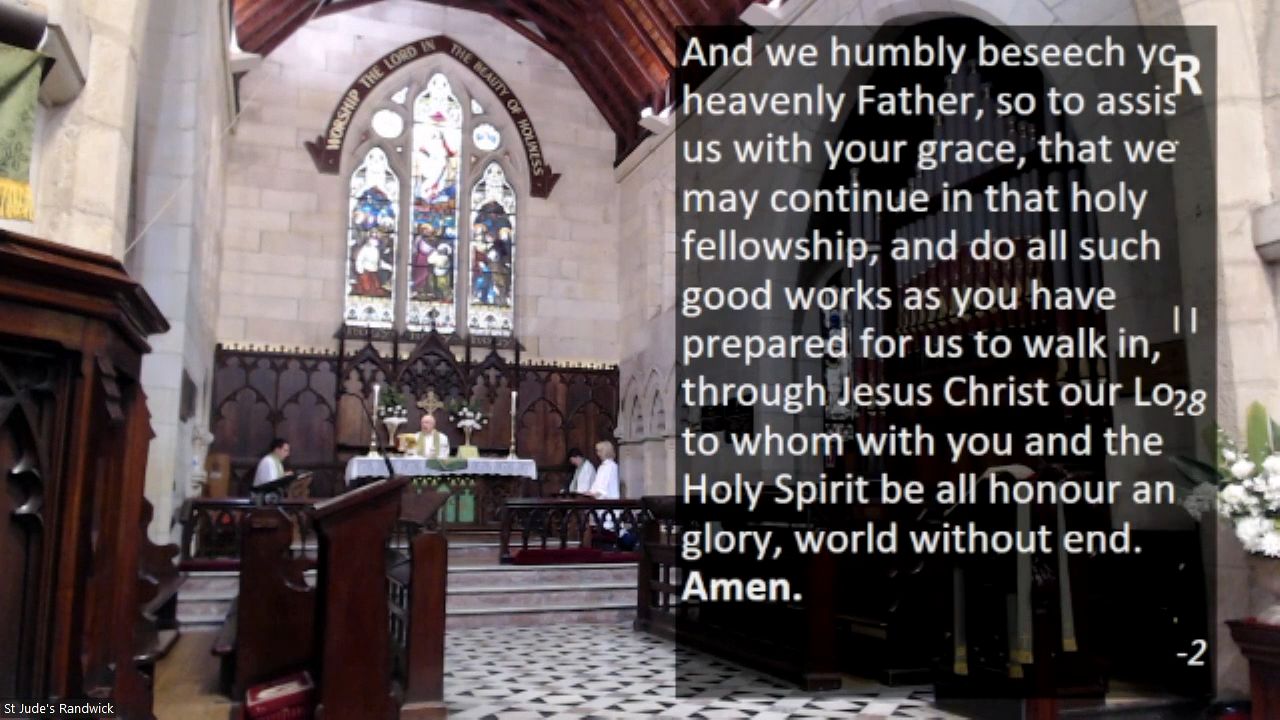 WORSHIP THE LORD IN THE BEAUTY OF HOLINESS
And we humbly beseech yo
heavenly Father, so to assis
us with your grace, that we
may continue in that holy
fellowship, and do all such
good works as you have
prepared for us to walk in,
through Jesus Christ our Lo
to whom with you and the
Holy Spirit be all honour an
glory, world without end.
Amen.
R
28
-2
St Jude's Randwick